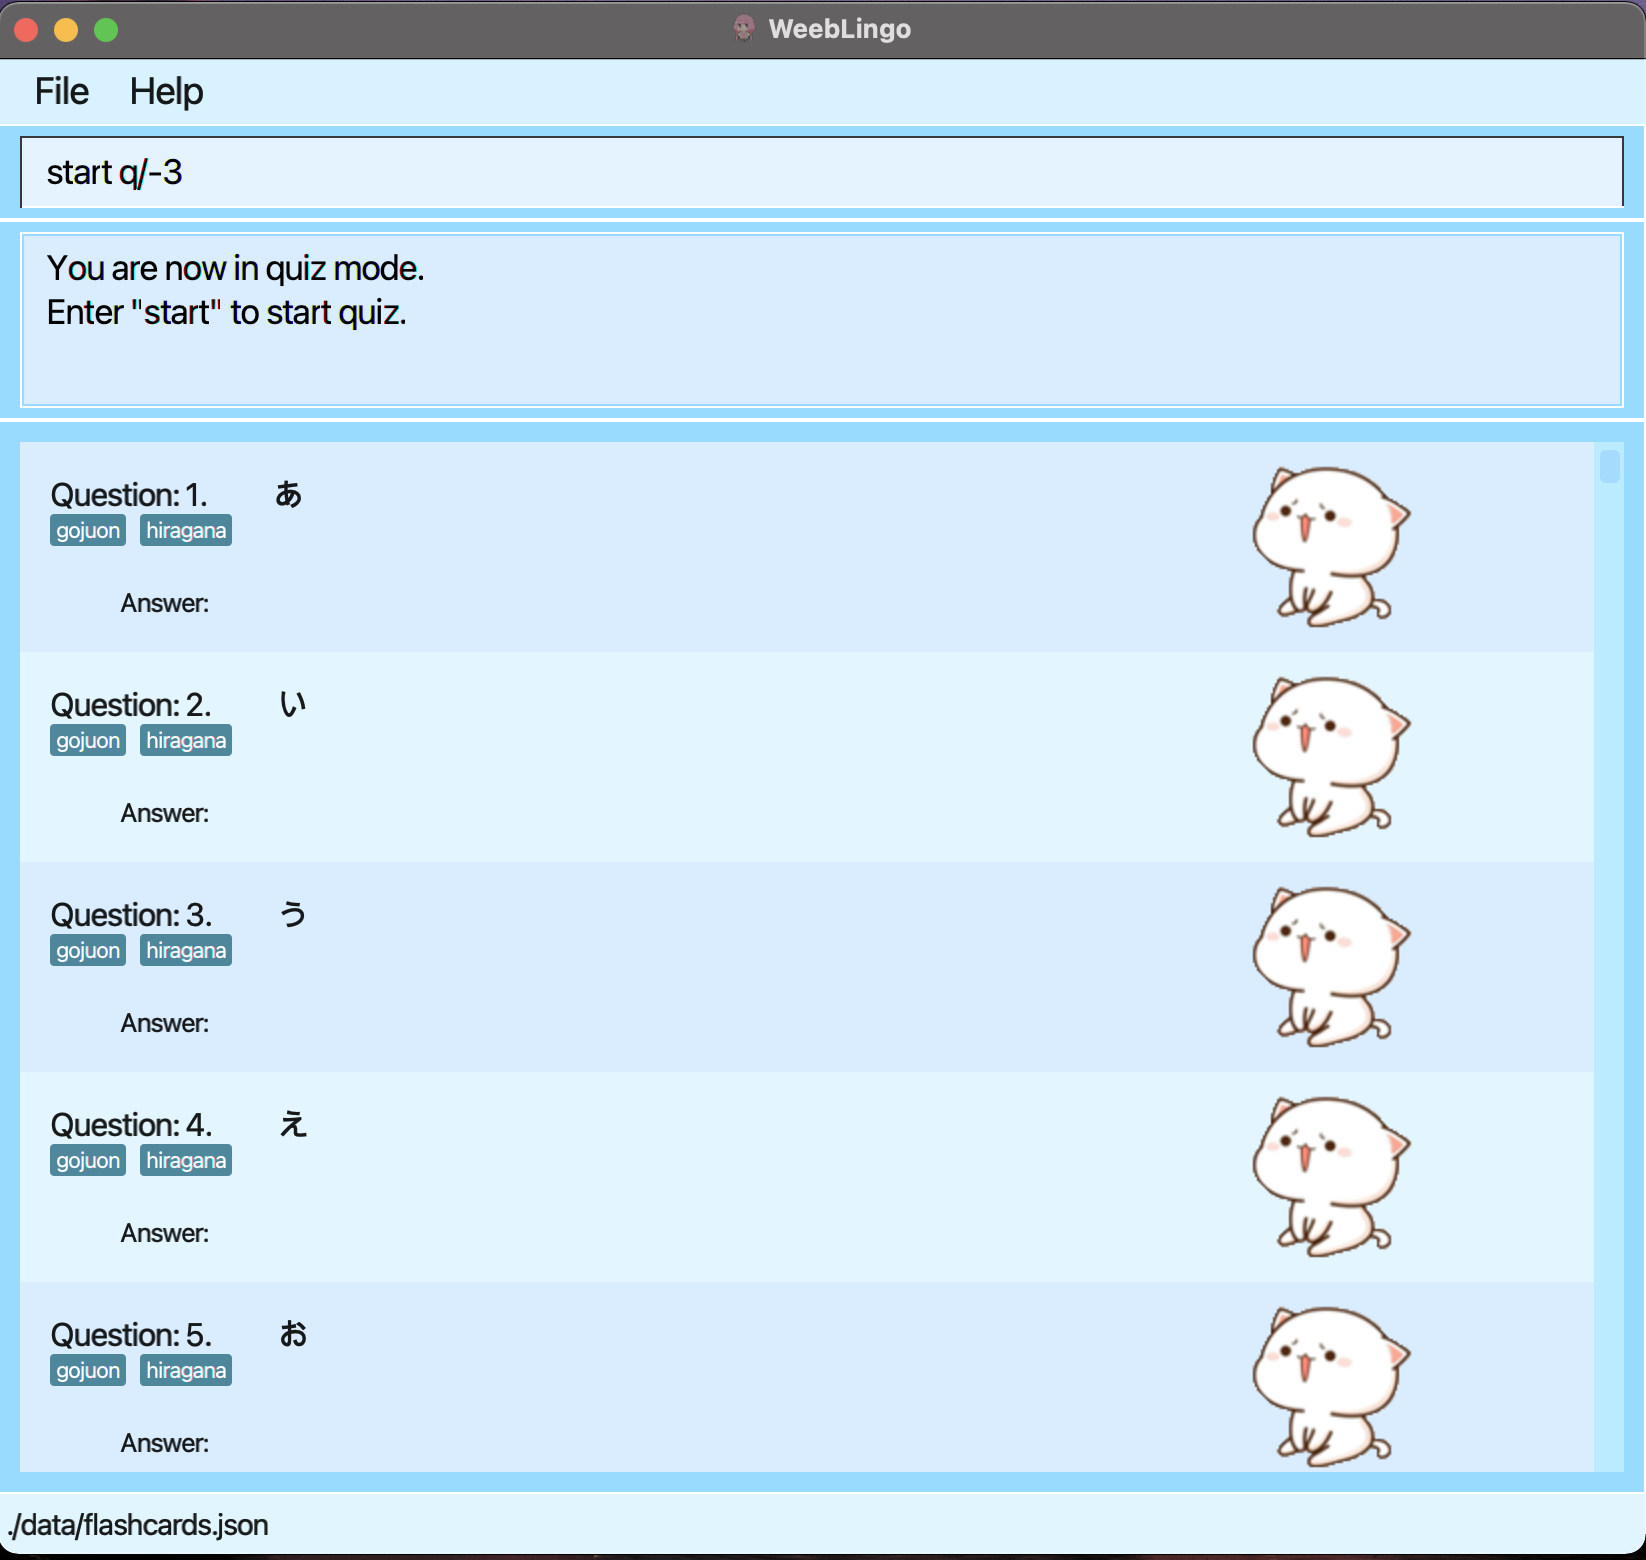 WeebLingo
File Help
start q/-3
You are now in quiz mode.
Enter "start" to start quiz.
Question: 1. あ
gojuon hiragana
Answer:
Question: 2. い
gojuon hiragana
Answer:
Question: 3. う
gojuon hiragana
Answer:
Question: 4. え
gojuon hiragana
Answer:
Question: 5. お
gojuon hiragana
Answer:
./data/flashcards.json